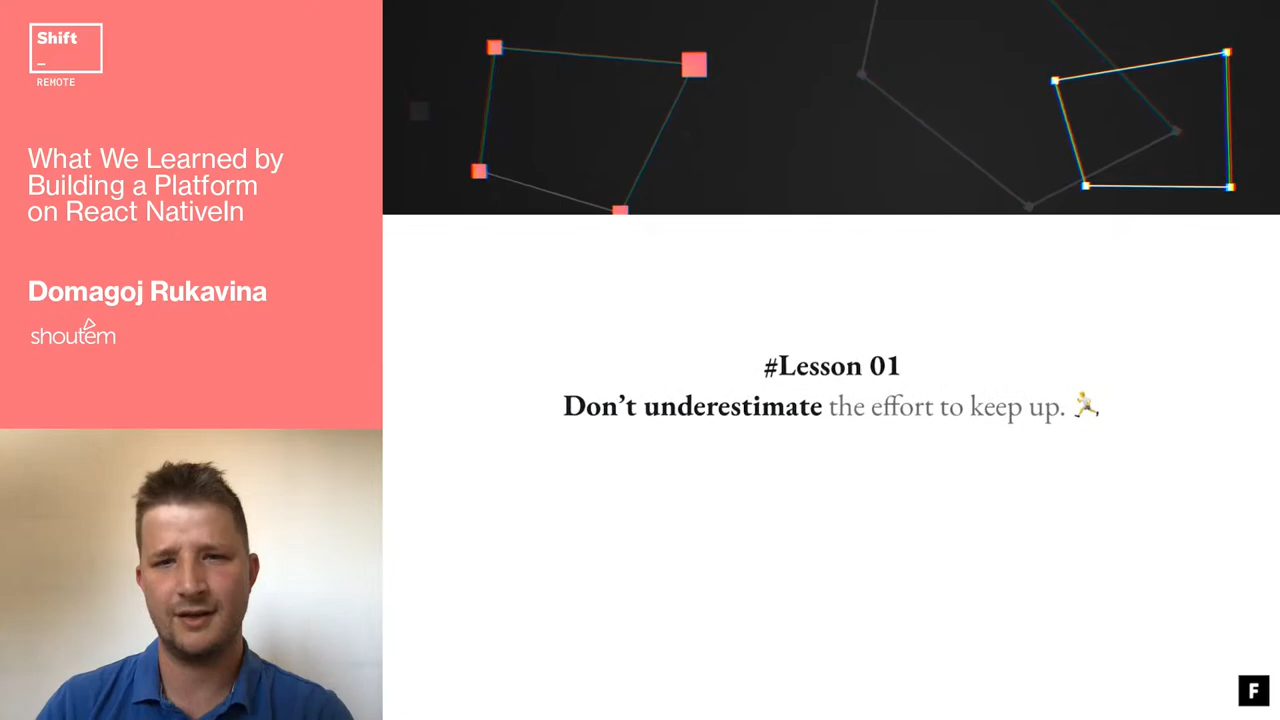 Shift
_
REMOTE
What We Learned by
Building a Platform
on React NativeIn
Domagoj Rukavina
shoutem
#Lesson 01
Don’t underestimate the effort to keep up. 🏃
F